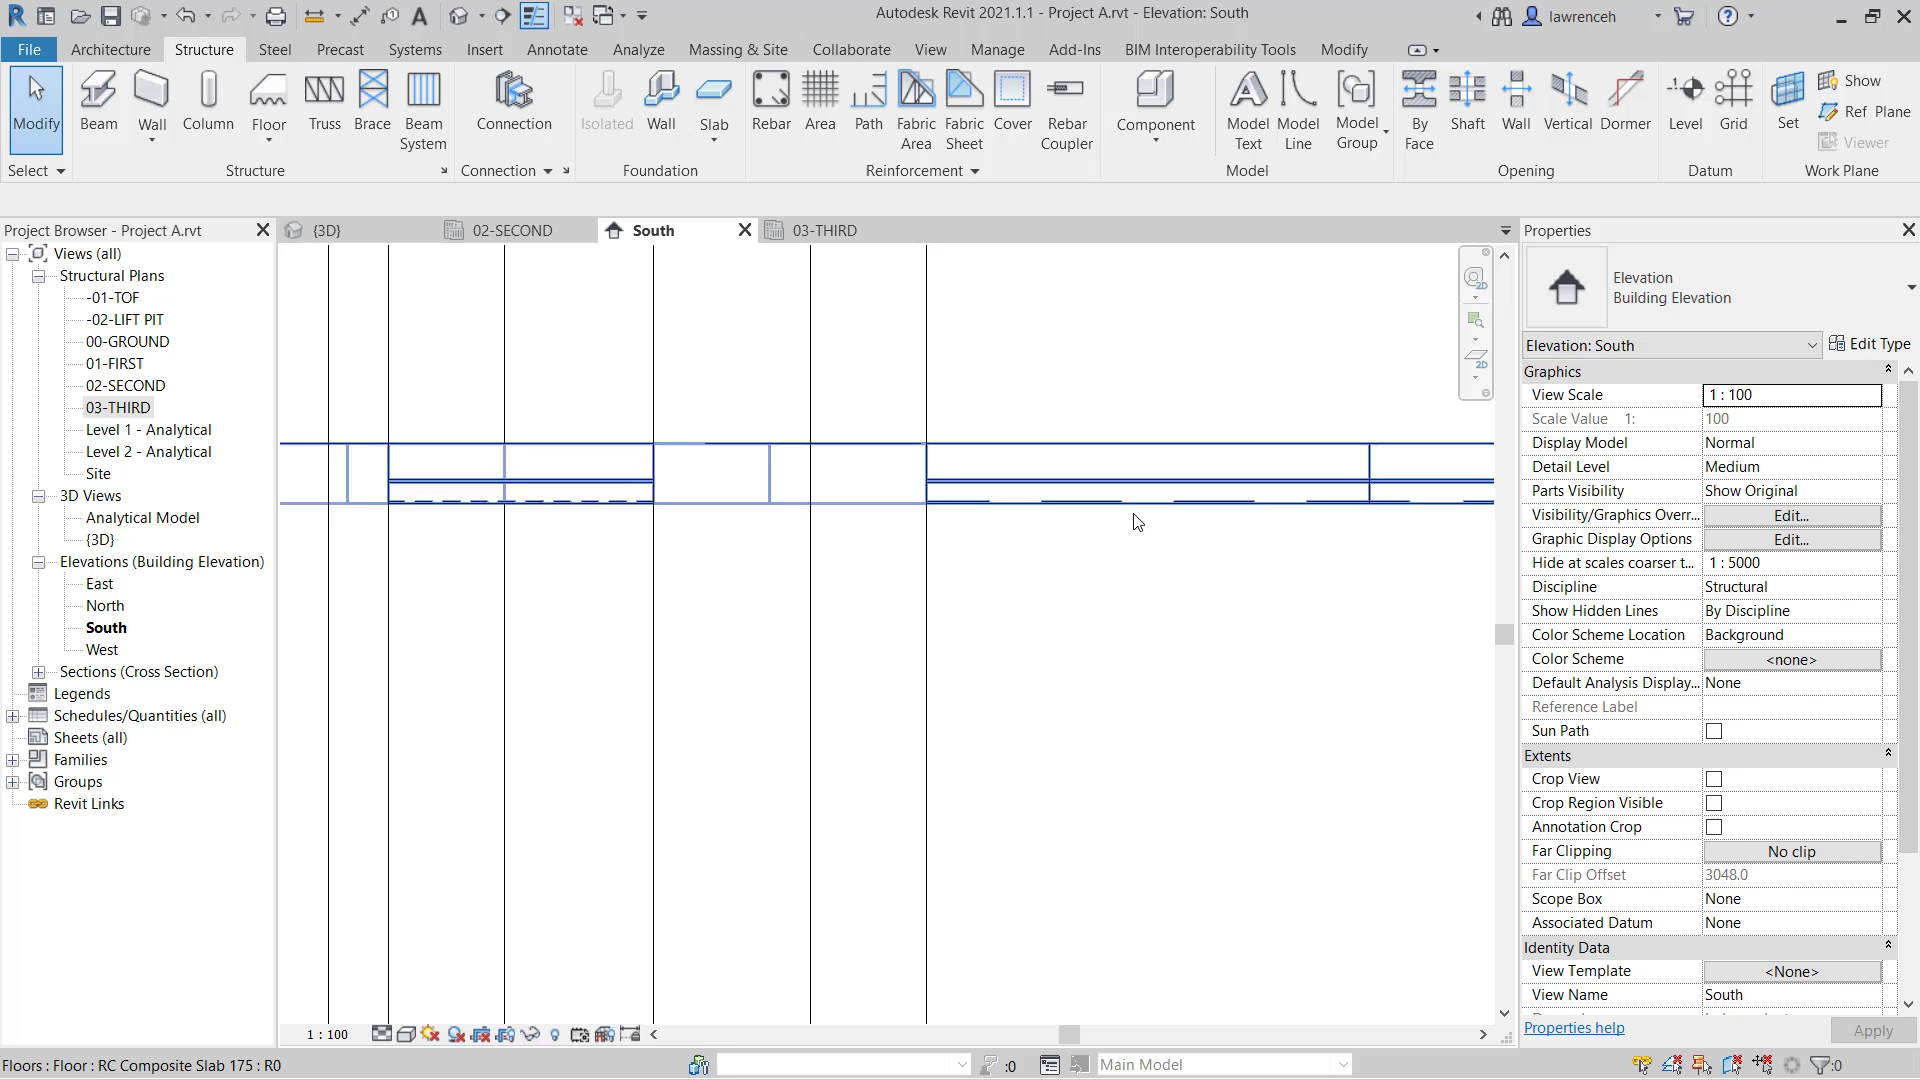 Autodesk Revit 2021.1.1 - Project A.rvt - Elevation: South
lawrenceh
File Architecture Structure Steel Precast Systems Insert Annotate Analyze Massing & Site Collaborate View Manage Add-Ins BIM Interoperability Tools Modify
Modify
Beam
Wall
Column
Floor
Truss
Brace
Beam
System
Connection
Isolated
Wall
Slab
Rebar
Area
Path
Fabric
Area
Fabric
Sheet
Cover
Rebar
Coupler
Component
Model
Text
Model
Line
Model
Group
By
Face
Shaft
Wall
Vertical
Dormer
Level
Grid
Set
Show
Ref Plane
Viewer
Select
Structure
Connection
Foundation
Reinforcement
Model
Opening
Datum
Work Plane
Project Browser - Project A.rvt
{3D}
02-SECOND
South
03-THIRD
Properties
Views (all)
Structural Plans
-01-TOF
-02-LIFT PIT
00-GROUND
01-FIRST
02-SECOND
03-THIRD
Level 1 - Analytical
Level 2 - Analytical
Site
3D Views
Analytical Model
{3D}
Elevations (Building Elevation)
East
North
South
West
Sections (Cross Section)
Legends
Schedules/Quantities (all)
Sheets (all)
Families
Groups
Revit Links
2D
2D
Elevation
Building Elevation
Elevation: South
Edit Type
Graphics
View Scale 1 : 100
Scale Value 1: 100
Display Model Normal
Detail Level Medium
Parts Visibility Show Original
Visibility/Graphics Overr... Edit...
Graphic Display Options Edit...
Hide at scales coarser t... 1 : 5000
Discipline Structural
Show Hidden Lines By Discipline
Color Scheme Location Background
Color Scheme <none>
Default Analysis Display... None
Reference Label
Sun Path
Extents
Crop View
Crop Region Visible
Annotation Crop
Far Clipping No clip
Far Clip Offset 3048.0
Scope Box None
Associated Datum None
Identity Data
View Template <None>
View Name South
Properties help
Apply
1 : 100
Floors : Floor : RC Composite Slab 175 : R0
:0
Main Model
:0